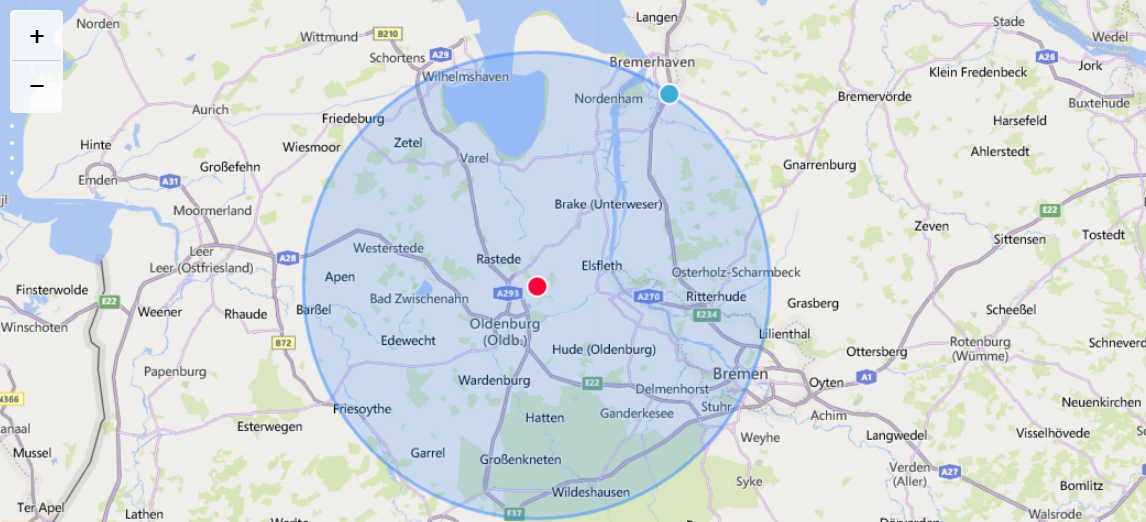 +
−
Norden
Langen
Stade
Wittmund
B210
Wedel
Schortens
A29
A26
Bremerhaven
Jork
Klein Fredenbeck
Wilhelmshaven
Nordenham
Bremervörde
Buxtehude
Aurich
Friedeburg
Harsefeld
Hinte
Zetel
Wiesmoor
Varel
Ahlerstedt
Großefehn
Gnarrenburg
Emden
A31
Moormerland
Brake (Unterweser)
E22
Zeven
Sittensen
Tostedt
Leer
Leer (Ostfriesland)
A28
Westerstede
Rastede
Elsfleth
Osterholz-Scharmbeck
Apen
Finsterwolde
E22
Bad Zwischenahn
A293
A270
Ritterhude
Grasberg
Weener
Rhaude
Barßel
E234
Scheeßel
Winschoten
Oldenburg
(Oldb.)
Lilienthal
B72
Edewecht
Hude (Oldenburg)
Ottersberg
Rotenburg
(Wümme)
Schneverd
Papenburg
Wardenburg
E22
Bremen
Oyten
A1
Delmenhorst
N366
Friesoythe
Hatten
Ganderkesee
Stuhr
Achim
Neuenkirchen
Esterwegen
Weyhe
Langwedel
Visselhövede
Mussel
Garrel
Großenkneten
Verden
(Aller)
A27
Syke
Bomlitz
Wildeshausen
Ter Apel
Lathen
E37
Walsrode